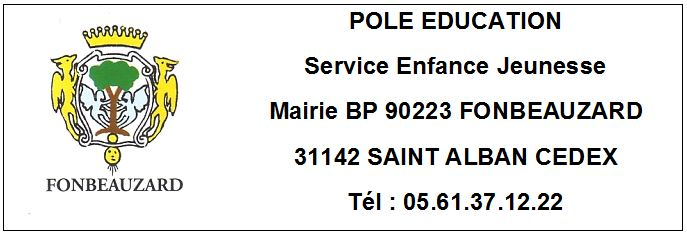 POLE EDUCATION
Service Enfance Jeunesse
Mairie BP 90223 FONBEAUZARD
31142 SAINT ALBAN CEDEX
Tél : 05.61.37.12.22
FONBEAUZARD